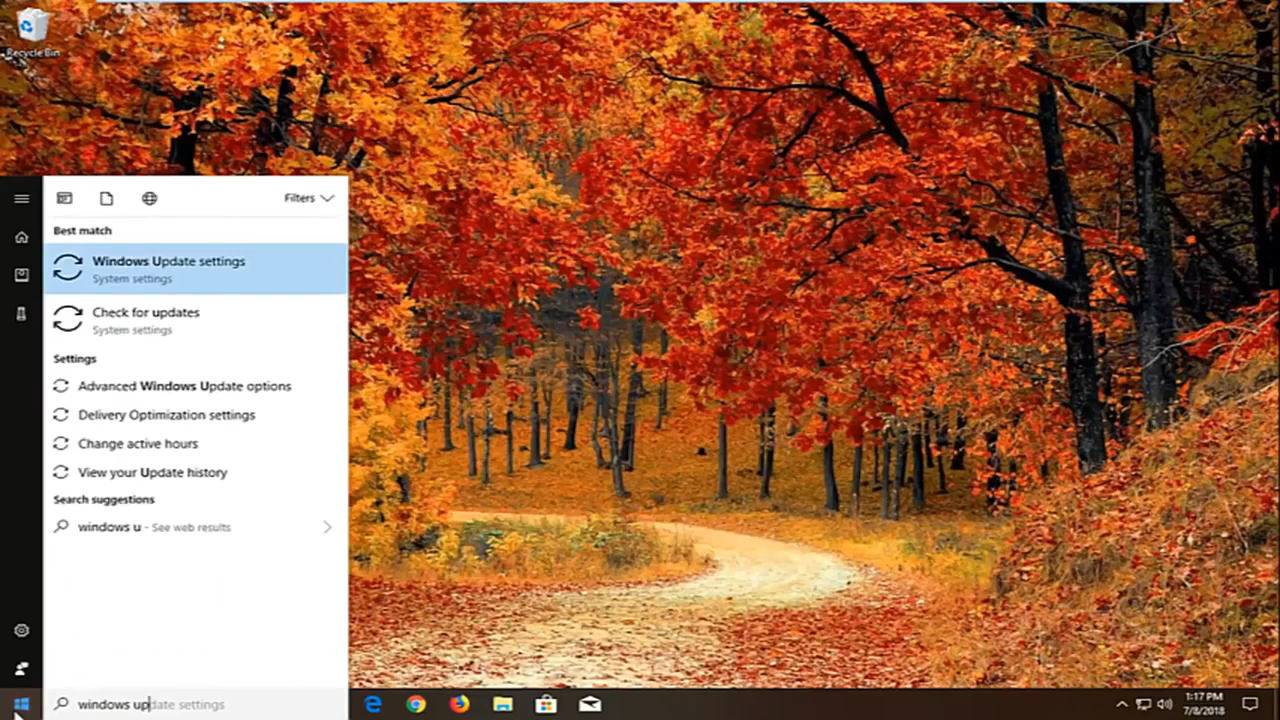 Recycle Bin
Filters
Best match
Windows Update settings
System settings
Check for updates
System settings
Settings
Advanced Windows Update options
Delivery Optimization settings
Change active hours
View your Update history
Search suggestions
windows u - See web results
windows update settings
1:17 PM
7/8/2018